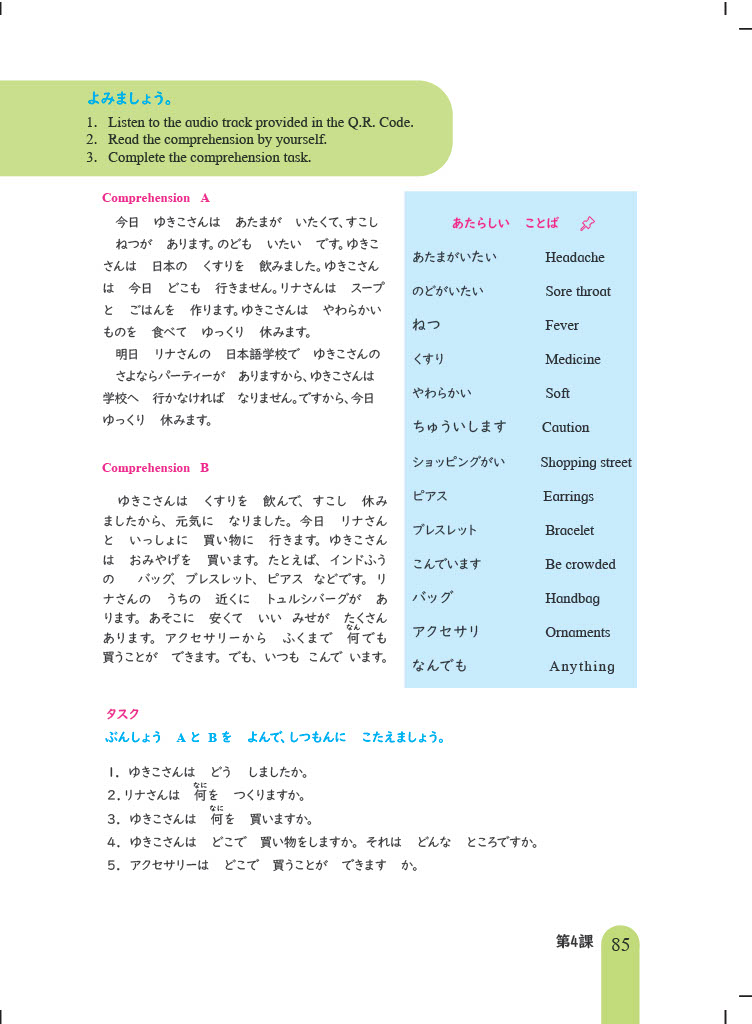 よみましょう。
1. Listen to the audio track provided in the Q.R. Code.
2. Read the comprehension by yourself.
3. Complete the comprehension task.
Comprehension A
今日 ゆきこさんは あたまが いたくて、すこし
ねつが あります。のども いたい です。ゆきこ
さんは 日本の くすりを 飲みました。ゆきこさん
は 今日 どこも 行きません。リナさんは スープ
と ごはんを 作ります。ゆきこさんは やわらかい
ものを 食べて ゆっくり 休みます。
明日 リナさんの 日本語学校で ゆきこさんの
さよならパーティーが ありますから、ゆきこさんは
学校へ 行かなければ なりません。ですから、今日
ゆっくり 休みます。
Comprehension B
ゆきこさんは くすりを 飲んで、すこし 休み
ましたから、元気に なりました。今日 リナさん
と いっしょに 買い物に 行きます。ゆきこさん
は おみやげを 買います。たとえば、インドふう
の バッグ、ブレスレット、ピアス などです。リ
ナさんの うちの 近くに トュルシバーグが あ
ります。あそこに 安くて いい みせが たくさん
なん
あります。アクセサリーから ふくまで 何でも
買うことが できます。でも、いつも こんで います。
あたらしい ことば
あたまがいたい Headache
のどがいたい Sore throat
ねつ Fever
くすり Medicine
やわらかい Soft
ちゅういします Caution
ショッピングがい Shopping street
ピアス Earrings
ブレスレット Bracelet
こんでいます Be crowded
バッグ Handbag
アクセサリ Ornaments
なんでも Anything
タスク
ぶんしょう A と B を よんで、しつもんに こたえましょう。
1. ゆきこさんは どう しましたか。
なに
2. リナさんは 何を つくりますか。
なに
3. ゆきこさんは 何を 買いますか。
4. ゆきこさんは どこで 買い物をしますか。それは どんな ところですか。
5. アクセサリーは どこで 買うことが できます か。
第4課 85